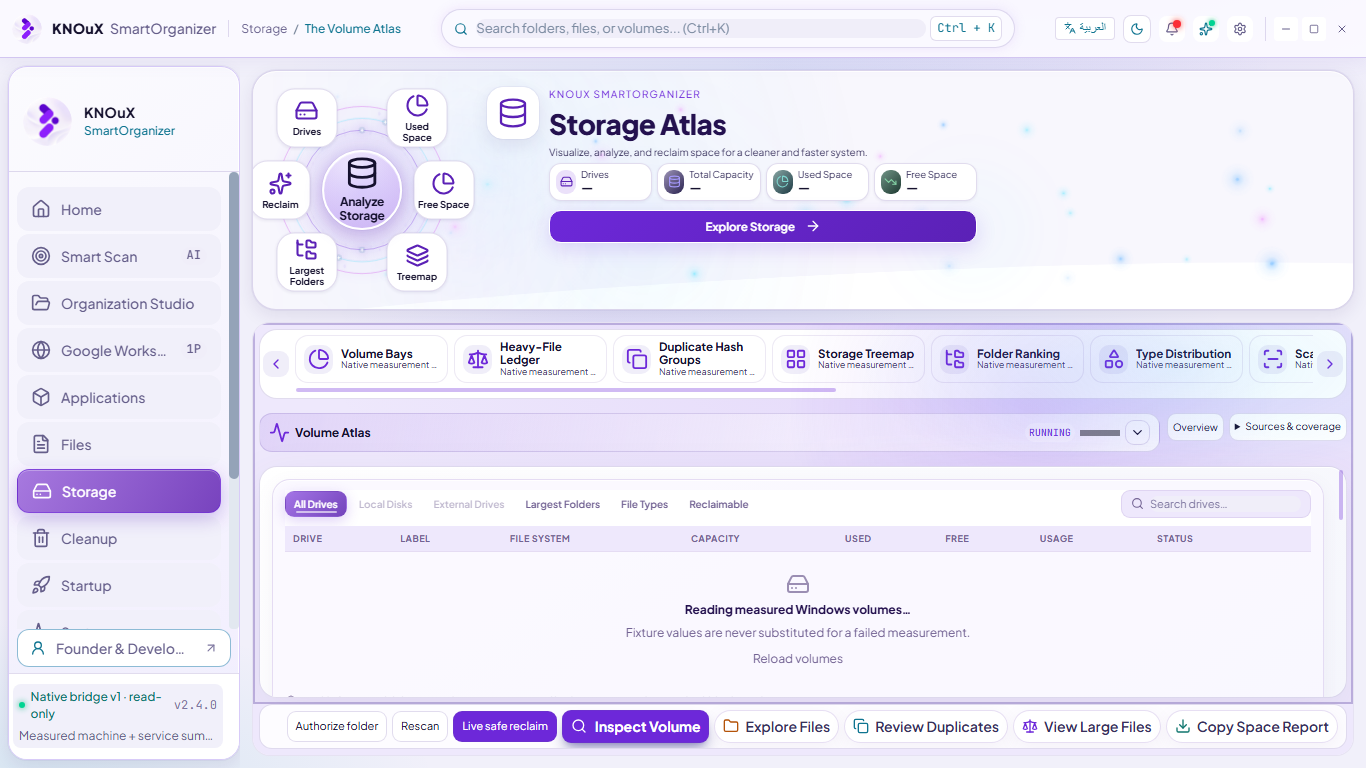 KNOuX SmartOrganizer
Storage / The Volume Atlas
Search folders, files, or volumes... (Ctrl+K)
Ctrl + K
العربية
KNOuX
SmartOrganizer
Home
Smart Scan AI
Organization Studio
Google Works... 1P
Applications
Files
Storage
Cleanup
Startup
Founder & Develo...
Native bridge v1 · read-
only
v2.4.0
Measured machine + service sum...
Drives
Used
Space
Reclaim
Analyze
Storage
Free Space
Largest
Folders
Treemap
KNOUX SMARTORGANIZER
Storage Atlas
Visualize, analyze, and reclaim space for a cleaner and faster system.
Drives
—
Total Capacity
—
Used Space
—
Free Space
—
Explore Storage
Volume Bays
Native measurement ...
Heavy-File
Ledger
Native measurement ...
Duplicate Hash
Groups
Native measurement ...
Storage Treemap
Native measurement ...
Folder Ranking
Native measurement ...
Type Distribution
Native measurement ...
Sca
Nati
Volume Atlas
RUNNING
Overview
Sources & coverage
All Drives
Local Disks
External Drives
Largest Folders
File Types
Reclaimable
Search drives...
DRIVE LABEL FILE SYSTEM CAPACITY USED FREE USAGE STATUS
Reading measured Windows volumes...
Fixture values are never substituted for a failed measurement.
Reload volumes
Authorize folder
Rescan
Live safe reclaim
Inspect Volume
Explore Files
Review Duplicates
View Large Files
Copy Space Report